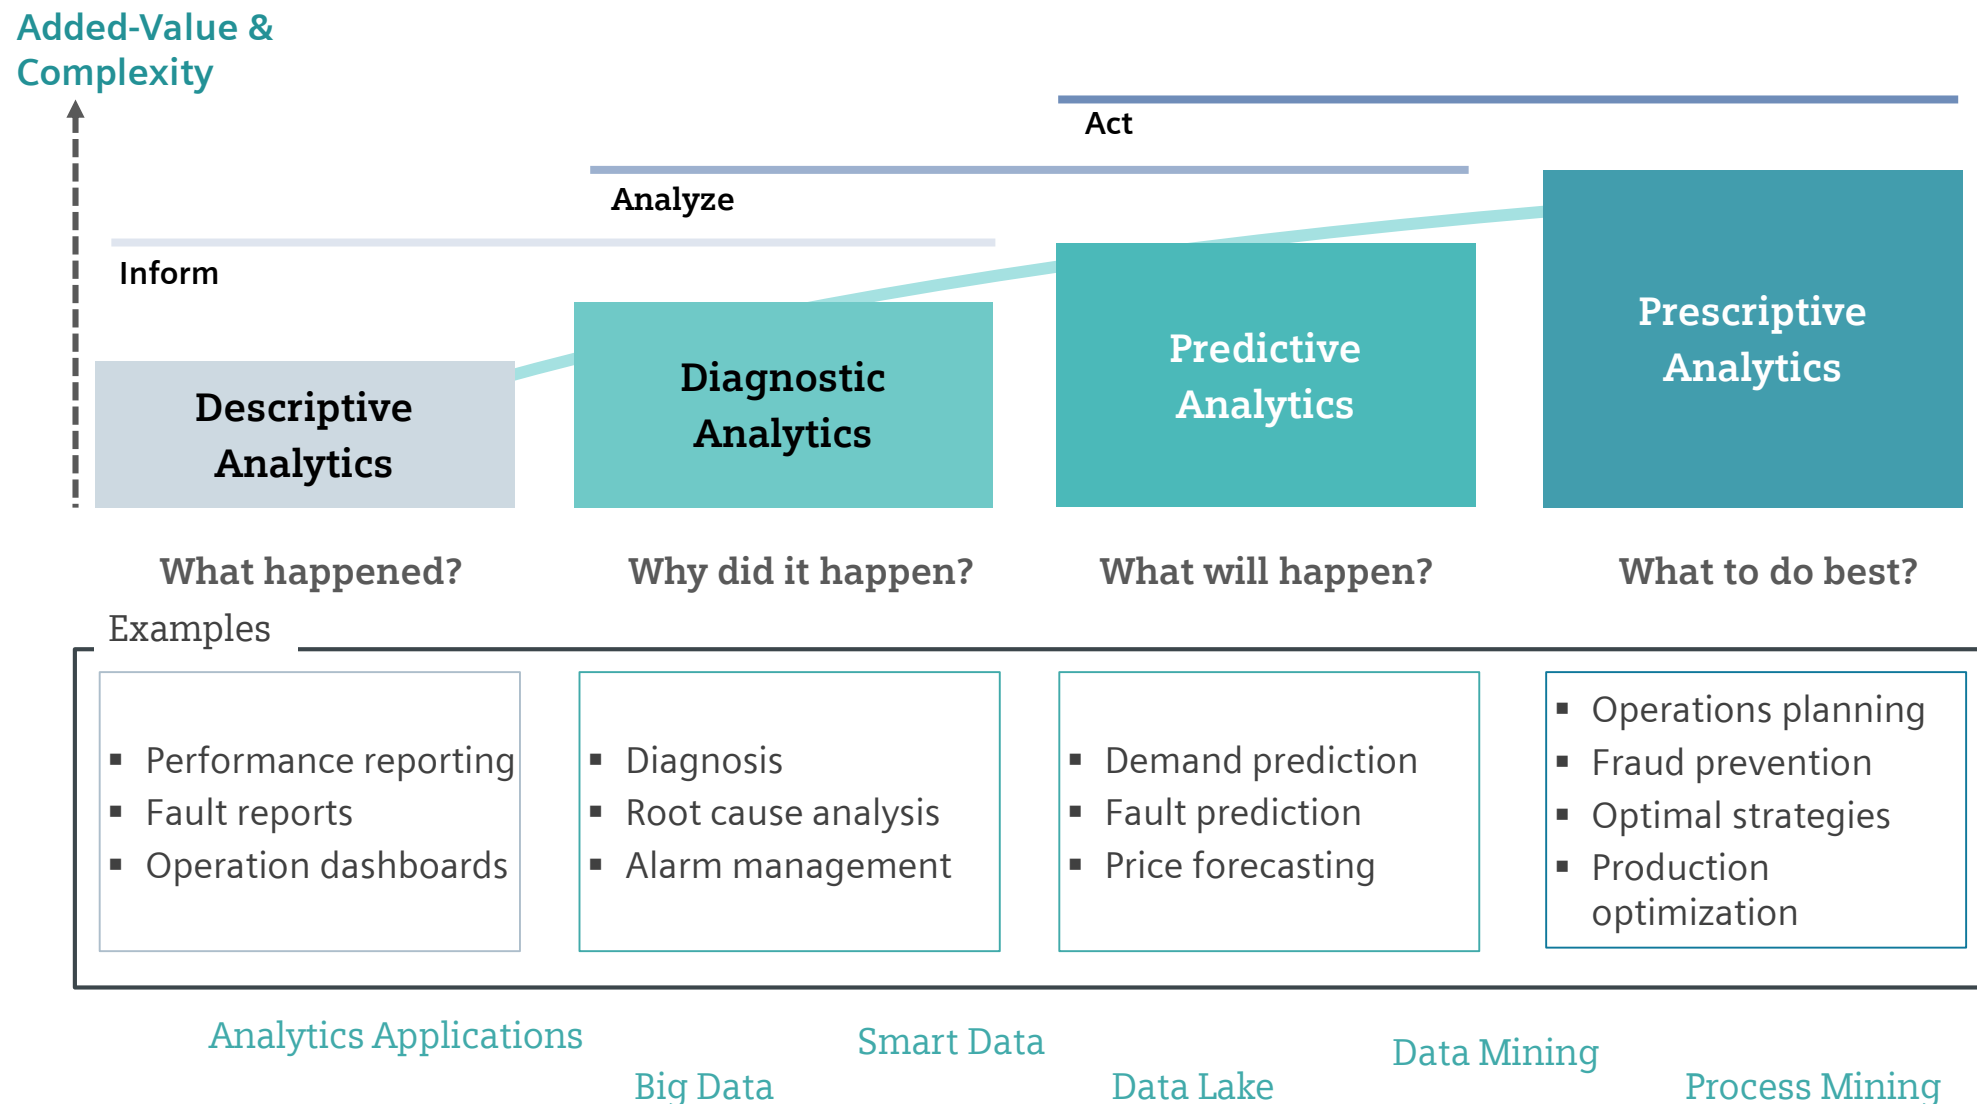 Added-Value &
Complexity
Act
Analyze
Inform
Descriptive
Analytics
Diagnostic
Analytics
Predictive
Analytics
Prescriptive
Analytics
What happened?
Why did it happen?
What will happen?
What to do best?
Examples
▪ Performance reporting
▪ Fault reports
▪ Operation dashboards
▪ Diagnosis
▪ Root cause analysis
▪ Alarm management
▪ Demand prediction
▪ Fault prediction
▪ Price forecasting
▪ Operations planning
▪ Fraud prevention
▪ Optimal strategies
▪ Production
optimization
Analytics Applications
Big Data
Smart Data
Data Lake
Data Mining
Process Mining